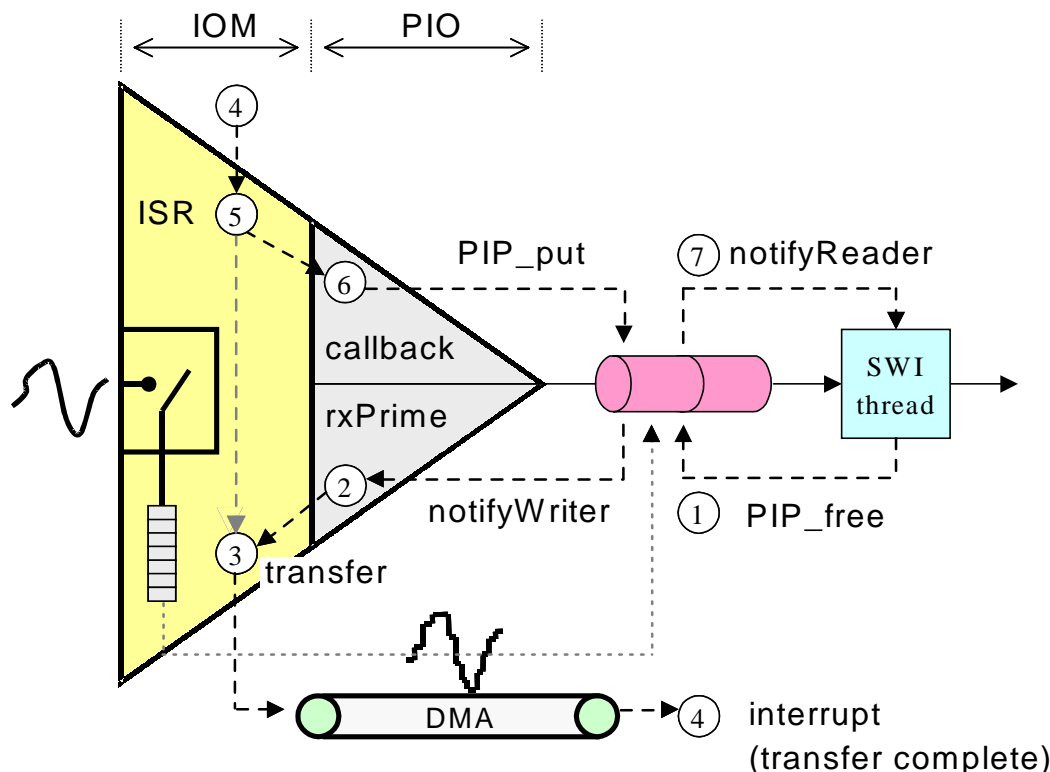 IOM PIO
4
ISR 5
PIP_put 7 notifyReader
6
callback
SWI
thread
rxPrime
2
notifyWriter 1 PIP_free
3
transfer
DMA 4 interrupt
(transfer complete)